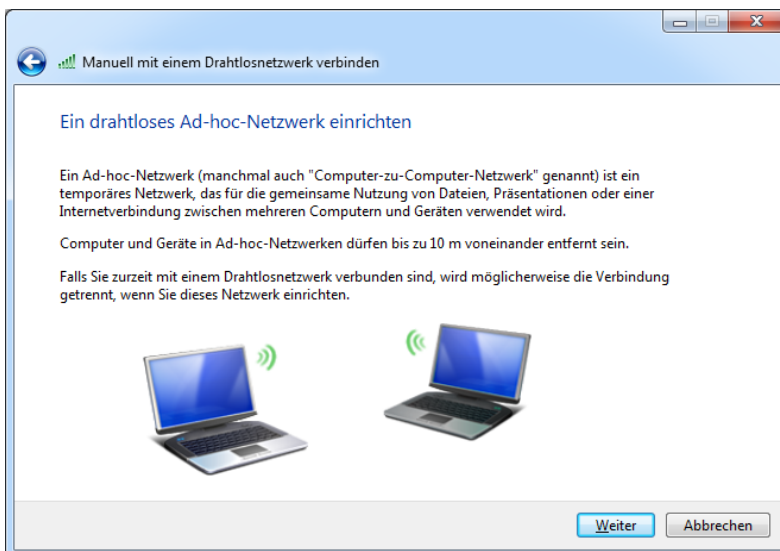 Manuell mit einem Drahtlosnetzwerk verbinden
Ein drahtloses Ad-hoc-Netzwerk einrichten
Ein Ad-hoc-Netzwerk (manchmal auch "Computer-zu-Computer-Netzwerk" genannt) ist ein
temporäres Netzwerk, das für die gemeinsame Nutzung von Dateien, Präsentationen oder einer
Internetverbindung zwischen mehreren Computern und Geräten verwendet wird.
Computer und Geräte in Ad-hoc-Netzwerken dürfen bis zu 10 m voneinander entfernt sein.
Falls Sie zurzeit mit einem Drahtlosnetzwerk verbunden sind, wird möglicherweise die Verbindung
getrennt, wenn Sie dieses Netzwerk einrichten.
Weiter Abbrechen